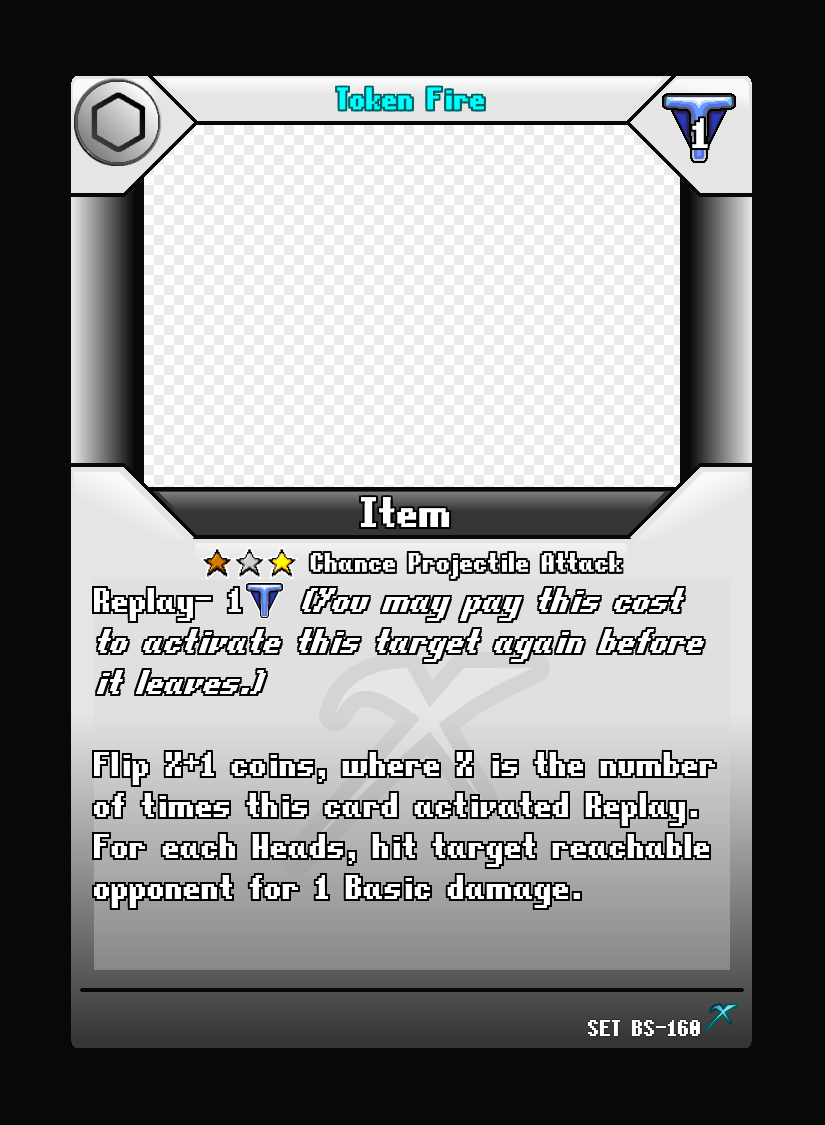 Token Fire
1
Item
Chance Projectile Attack
Replay- 1 (You may pay this cost
to activate this target again before
it leaves.)
Flip X+1 coins, where X is the number
of times this card activated Replay.
For each Heads, hit target reachable
opponent for 1 Basic damage.
SET BS-160